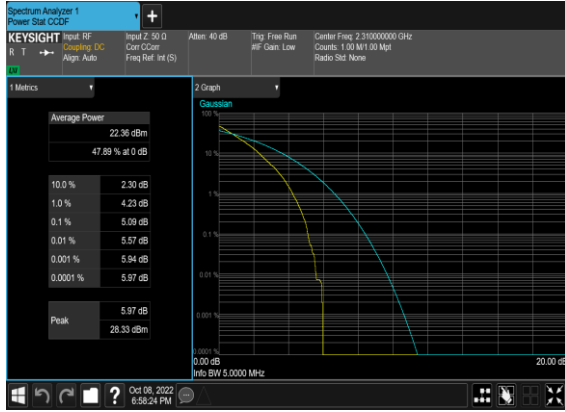 Spectrum Analyzer 1
Power Stat CCDF
KEYSIGHT
R T
Input: RF
Coupling: DC
Align: Auto
Input Z: 50 Ω
Corr CCorr
Freq Ref: Int (S)
Atten: 40 dB
Trig: Free Run
#IF Gain: Low
Center Freq: 2.310000000 GHz
Counts: 1.00 M/1.00 Mpt
Radio Std: None
1 Metrics
Average Power
22.36 dBm
47.89 % at 0 dB
10.0 % 2.30 dB
1.0 % 4.23 dB
0.1 % 5.09 dB
0.01 % 5.57 dB
0.001 % 5.94 dB
0.0001 % 5.97 dB
Peak
5.97 dB
28.33 dBm
2 Graph
Gaussian
100 %
10 %
1 %
0.1 %
0.01 %
0.001 %
0.0001 %
0.00 dB
20.00 dB
Info BW 5.0000 MHz
?
Oct 08, 2022
6:58:24 PM